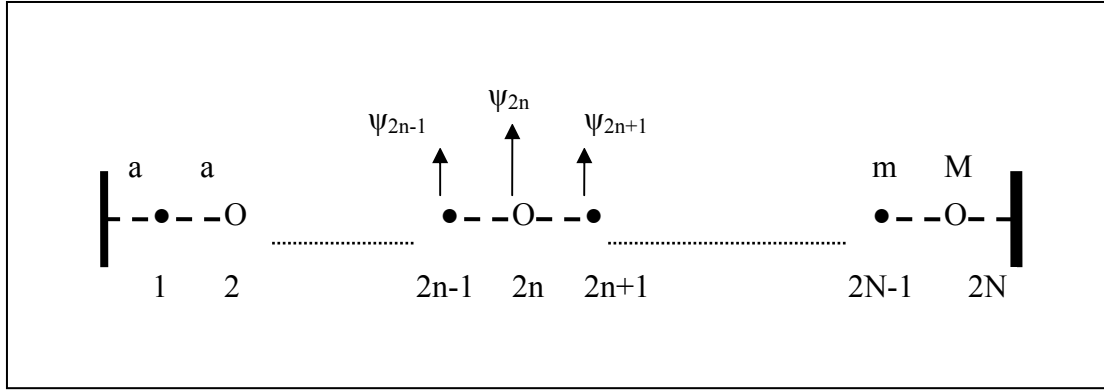 ψ2n
ψ2n-1 ψ2n+1
a a m M
O O O
1 2 2n-1 2n 2n+1 2N-1 2N